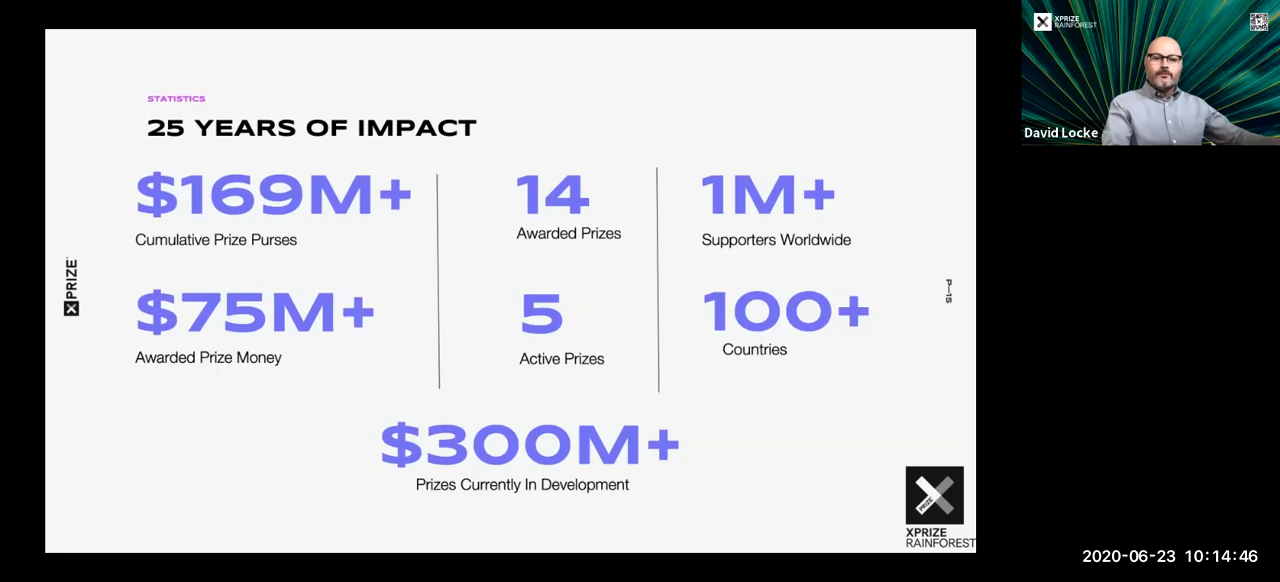 STATISTICS
25 YEARS OF IMPACT
$169M+
Cumulative Prize Purses
14
Awarded Prizes
1M+
Supporters Worldwide
$75M+
Awarded Prize Money
5
Active Prizes
100+
Countries
$300M+
Prizes Currently In Development
XPRIZE
P—15
PRIZE
XPRIZE
RAINFOREST
XPRIZE
RAINFOREST
David Locke
2020-06-23 10:14:46